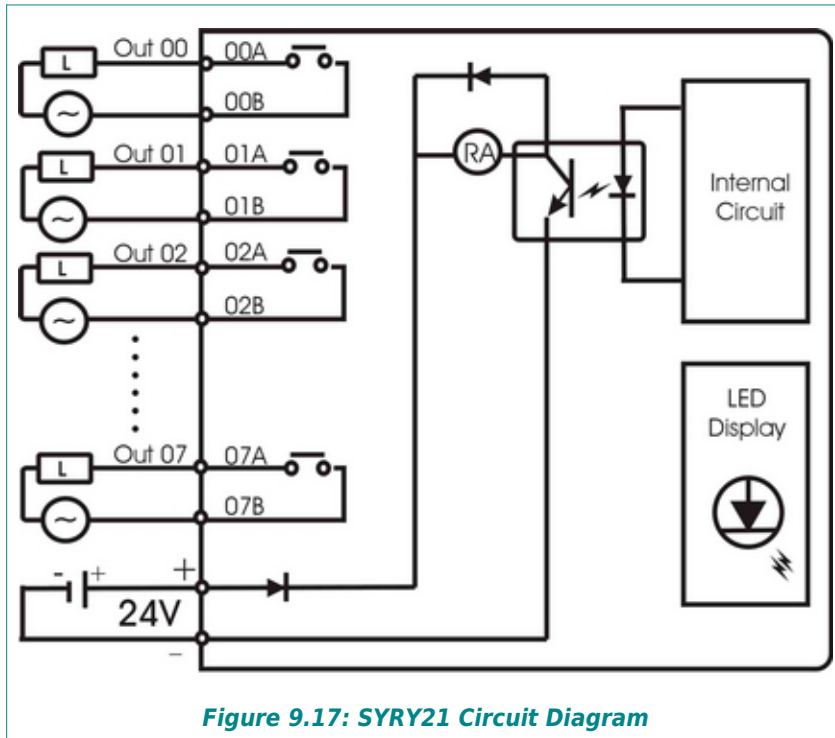 Out 00
00A
L
~
00B
Out 01
01A
L
~
01B
Out 02
02A
L
~
02B
Out 07
07A
L
~
07B
- +
+
24V
−
RA
Internal
Circuit
LED
Display
Figure 9.17: SYRY21 Circuit Diagram